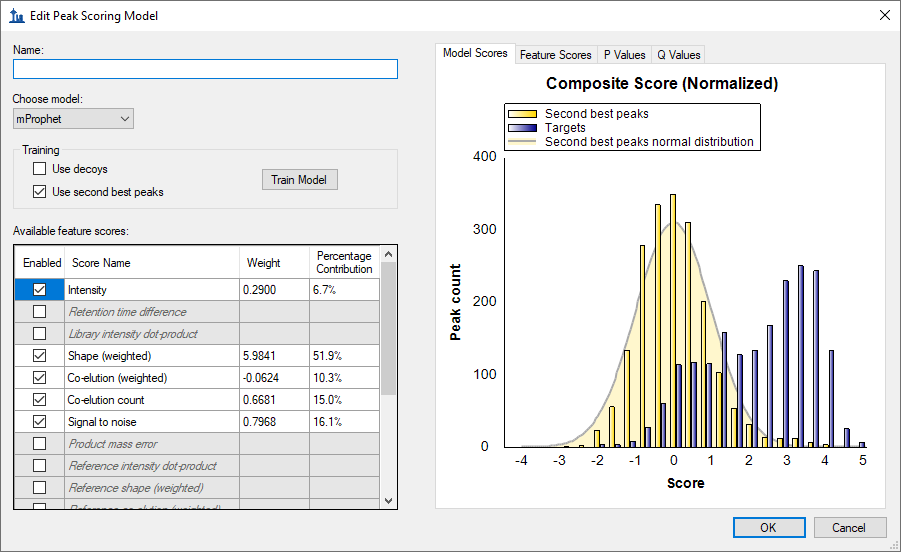 Edit Peak Scoring Model
Name:
Choose model:
mProphet
Training
Use decoys
Use second best peaks
Train Model
Available feature scores:
Enabled Score Name Weight Percentage Contribution
Intensity 0.2900 6.7%
Retention time difference
Library intensity dot-product
Shape (weighted) 5.9841 51.9%
Co-elution (weighted) -0.0624 10.3%
Co-elution count 0.6681 15.0%
Signal to noise 0.7968 16.1%
Product mass error
Reference intensity dot-product
Reference shape (weighted)
Reference co-elution (weighted)
Model Scores Feature Scores P Values Q Values
Composite Score (Normalized)
Second best peaks
Targets
Second best peaks normal distribution
400
300
200
100
0
Peak count
-4 -3 -2 -1 0 1 2 3 4 5
Score
OK Cancel